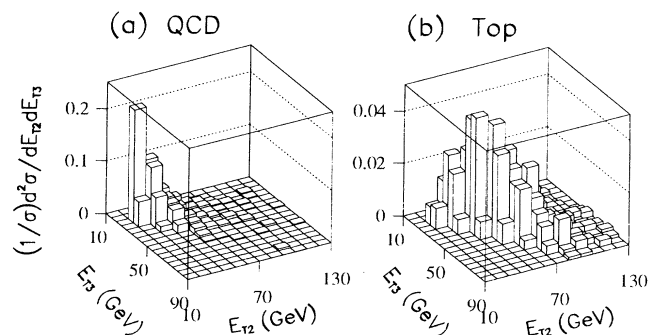 (a) QCD
(b) Top
(1/σ)d²σ/dE_T2dE_T3
0.2
0.1
0
10
50
90
E_T3 (GeV)
10
70
130
E_T2 (GeV)
0.04
0.02
0
10
50
90
E_T3 (GeV)
10
70
130
E_T2 (GeV)